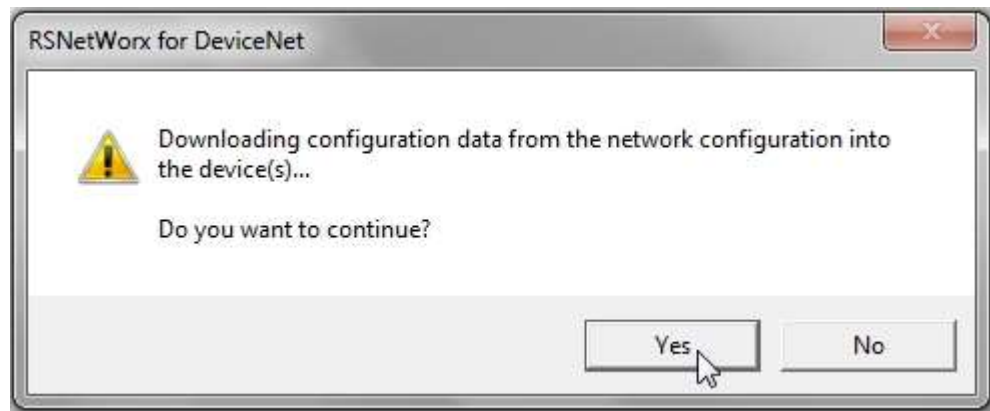 RSNetWorx for DeviceNet
Downloading configuration data from the network configuration into
the device(s)...
Do you want to continue?
Yes
No